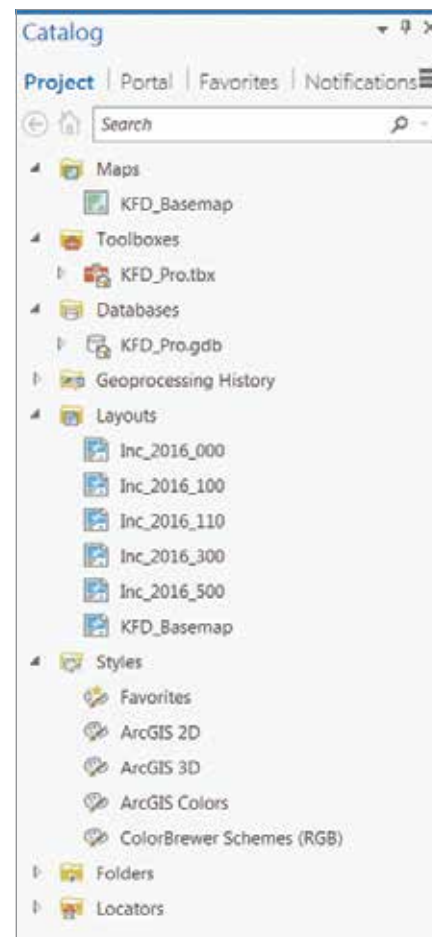 Catalog
Project | Portal | Favorites | Notifications
Search
Maps
KFD_Basemap
Toolboxes
KFD_Pro.tbx
Databases
KFD_Pro.gdb
Geoprocessing History
Layouts
Inc_2016_000
Inc_2016_100
Inc_2016_110
Inc_2016_300
Inc_2016_500
KFD_Basemap
Styles
Favorites
ArcGIS 2D
ArcGIS 3D
ArcGIS Colors
ColorBrewer Schemes (RGB)
Folders
Locators